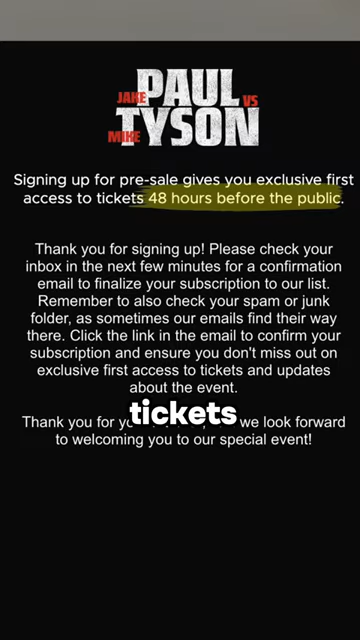 JAKE PAUL VS
MIKE TYSON
Signing up for pre-sale gives you exclusive first
access to tickets 48 hours before the public.
Thank you for signing up! Please check your
inbox in the next few minutes for a confirmation
email to finalize your subscription to our list.
Remember to also check your spam or junk
folder, as sometimes our emails find their way
there. Click the link in the email to confirm your
subscription and ensure you don't miss out on
exclusive first access to tickets and updates
about the event.
tickets
Thank you for we look forward
to welcoming you to our special event!